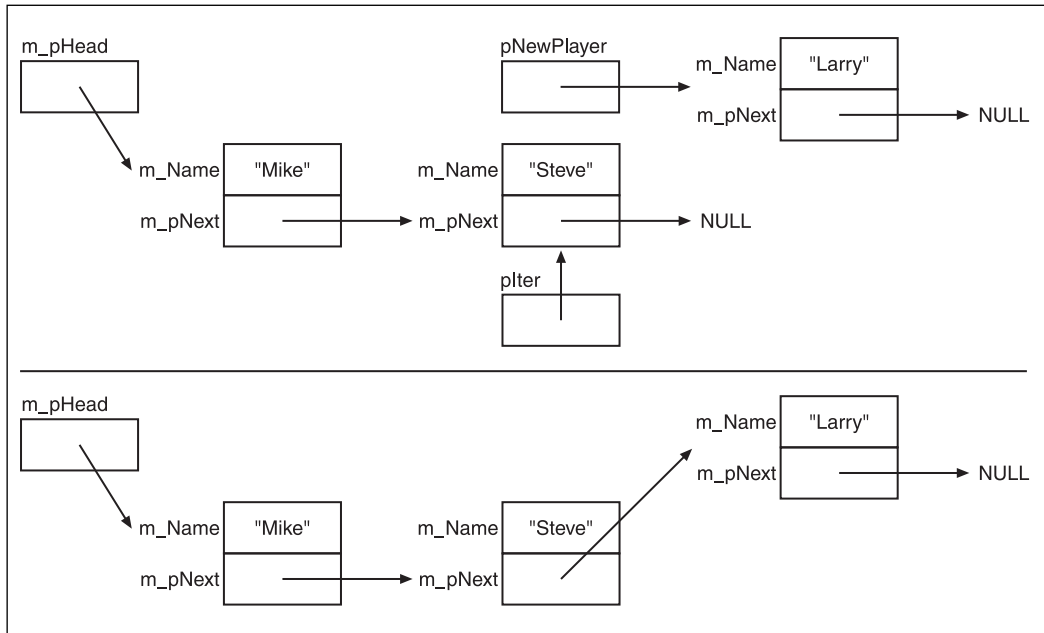 m_pHead
pNewPlayer
m_Name "Larry"
m_pNext NULL
m_Name "Mike" m_Name "Steve"
m_pNext m_pNext NULL
pIter
m_pHead
m_Name "Larry"
m_pNext NULL
m_Name "Mike" m_Name "Steve"
m_pNext m_pNext